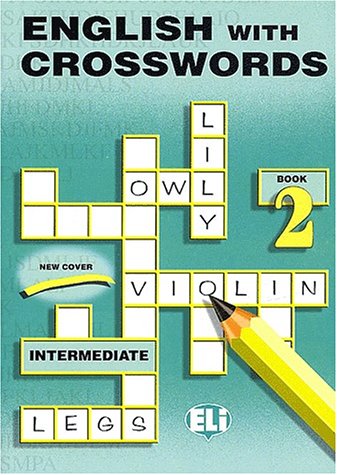 ENGLISH WITH
CROSSWORDS
LILY
OWL
BOOK
2
NEW COVER
VIOLIN
INTERMEDIATE
LEGS
ELi